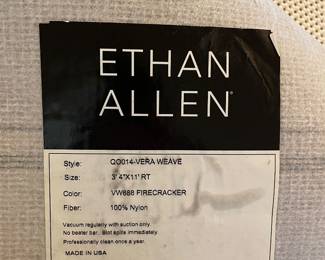 ETHAN
ALLEN®
Style: QO014-VERA WEAVE
Size: 3' 4"X11' RT
Color: VW688 FIRECRACKER
Fiber: 100% Nylon
Vacuum regularly with suction only.
No beater bar. Blot spills immediately.
Professionally clean once a year.
MADE IN USA